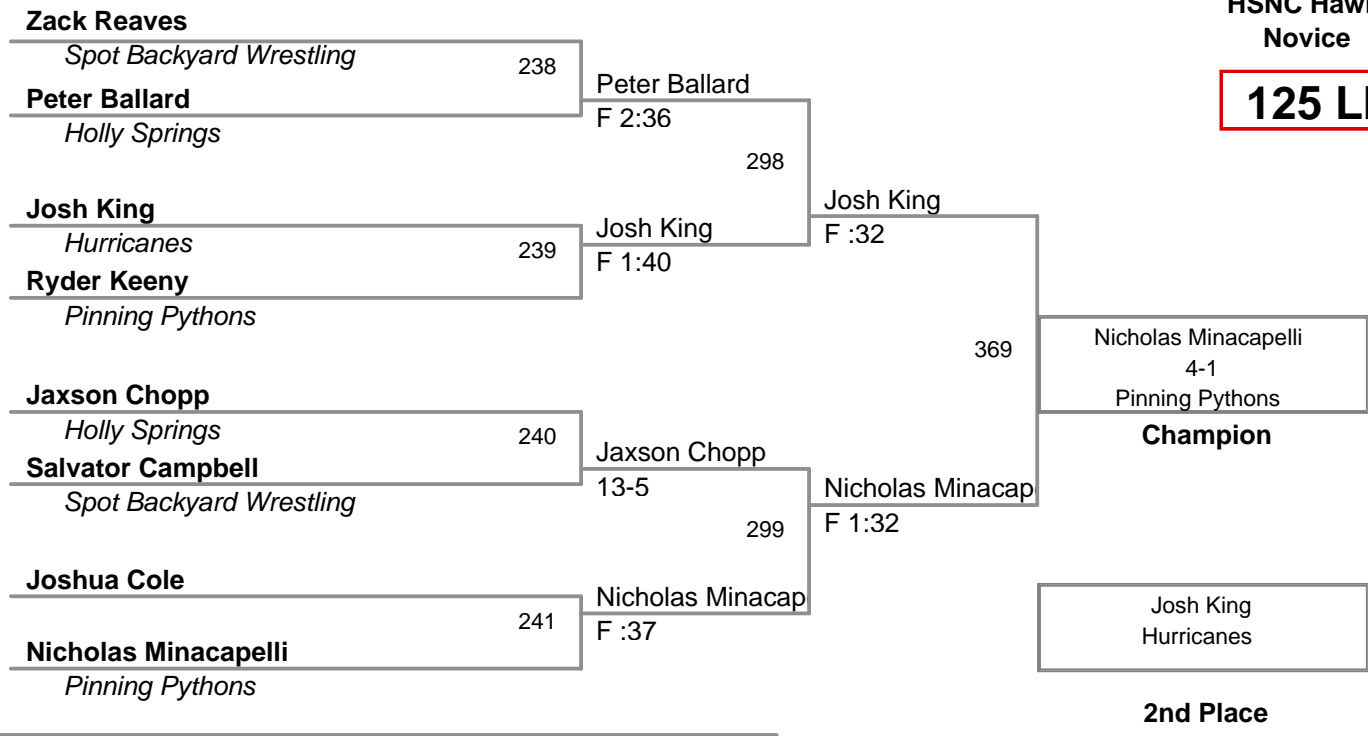 Zack Reaves
Spot Backyard Wrestling
238
Peter Ballard
Holly Springs
Peter Ballard
F 2:36
298
Josh King
Hurricanes
239
Ryder Keeny
Pinning Pythons
Josh King
F 1:40
Josh King
F :32
369
Jaxson Chopp
Holly Springs
240
Salvator Campbell
Spot Backyard Wrestling
Jaxson Chopp
13-5
299
Joshua Cole
241
Nicholas Minacapelli
Pinning Pythons
Nicholas Minacap
F :37
Nicholas Minacap
F 1:32
HSNC
Novice
125
Nicholas Minacapelli
4-1
Pinning Pythons
Champion
Josh King
Hurricanes
2nd Place